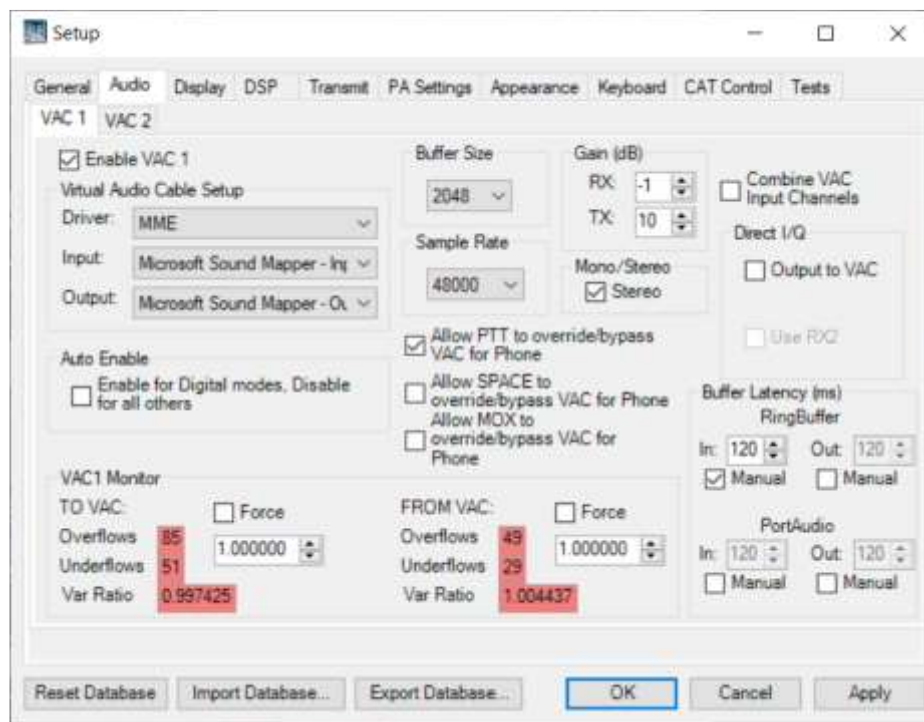 Setup
General Audio Display DSP Transmit PA Settings Appearance Keyboard CAT Control Tests
VAC 1 VAC 2
Enable VAC 1
Virtual Audio Cable Setup
Driver: MME
Input: Microsoft Sound Mapper - Inp
Output: Microsoft Sound Mapper - Ou
Auto Enable
Enable for Digital modes, Disable
for all others
Buffer Size
2048
Sample Rate
48000
Gain (dB)
RX: -1
TX: 10
Mono/Stereo
Stereo
Combine VAC
Input Channels
Direct I/Q
Output to VAC
Use RX2
Allow PTT to override/bypass
VAC for Phone
Allow SPACE to
override/bypass VAC for Phone
Allow MOX to
override/bypass VAC for
Phone
Buffer Latency (ms)
RingBuffer
In: 120 Out: 120
Manual Manual
PortAudio
In: 120 Out: 120
Manual Manual
VAC1 Monitor
TO VAC: Force
Overflows 85 1.000000
Underflows 51
Var Ratio 0.997425
FROM VAC: Force
Overflows 49 1.000000
Underflows 29
Var Ratio 1.004437
Reset Database Import Database... Export Database... OK Cancel Apply